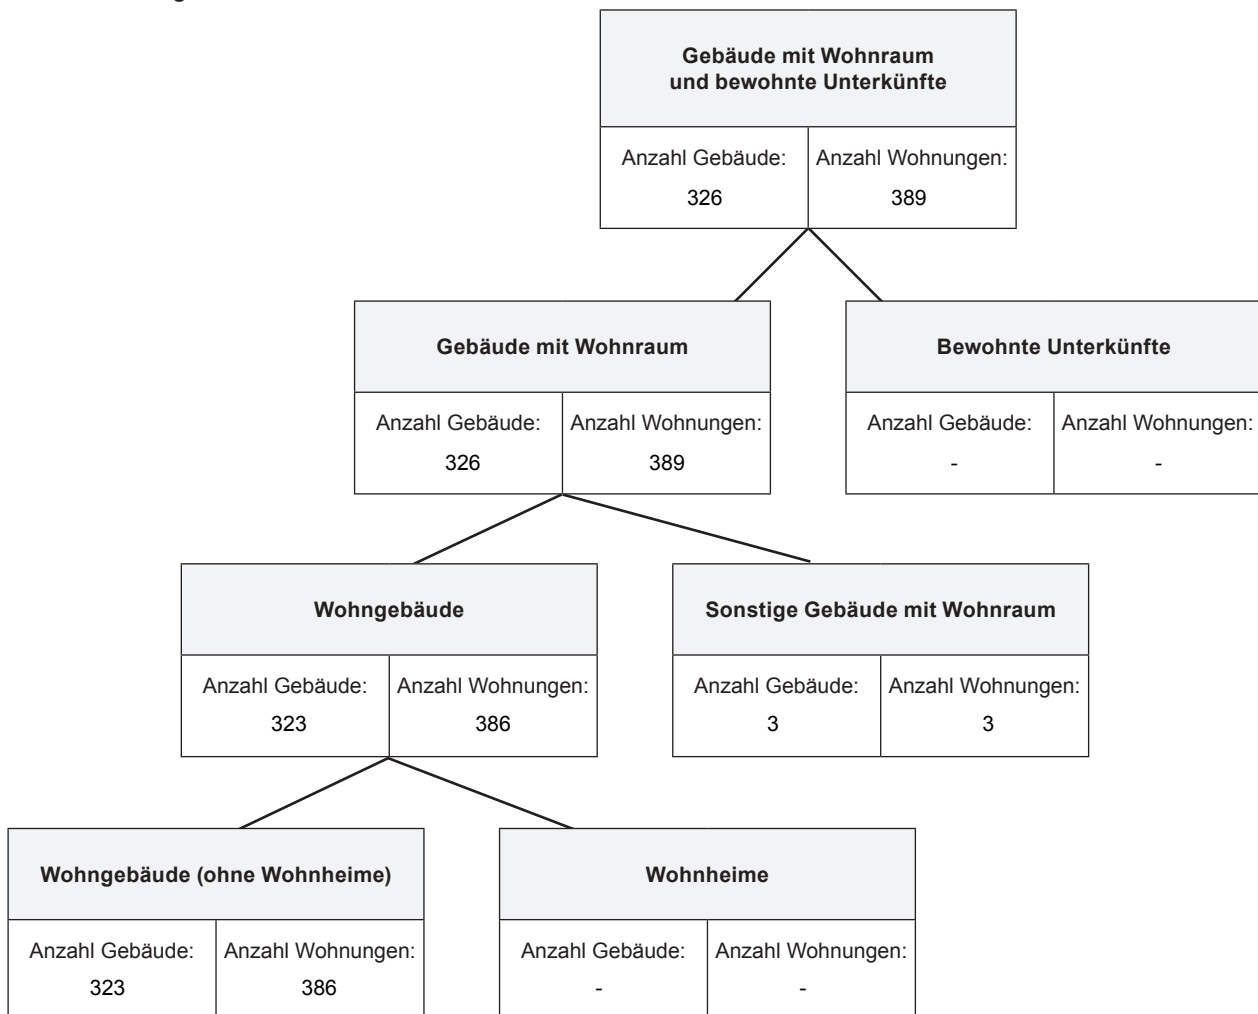 Gebäude mit Wohnraum
und bewohnte Unterkünfte
Anzahl Gebäude: Anzahl Wohnungen:
326 389
Gebäude mit Wohnraum
Bewohnte Unterkünfte
Anzahl Gebäude: Anzahl Wohnungen:
326 389
Anzahl Gebäude: Anzahl Wohnungen:
- -
Wohngebäude
Sonstige Gebäude mit Wohnraum
Anzahl Gebäude: Anzahl Wohnungen:
323 386
Anzahl Gebäude: Anzahl Wohnungen:
3 3
Wohngebäude (ohne Wohnheime)
Wohnheime
Anzahl Gebäude: Anzahl Wohnungen:
323 386
Anzahl Gebäude: Anzahl Wohnungen:
- -